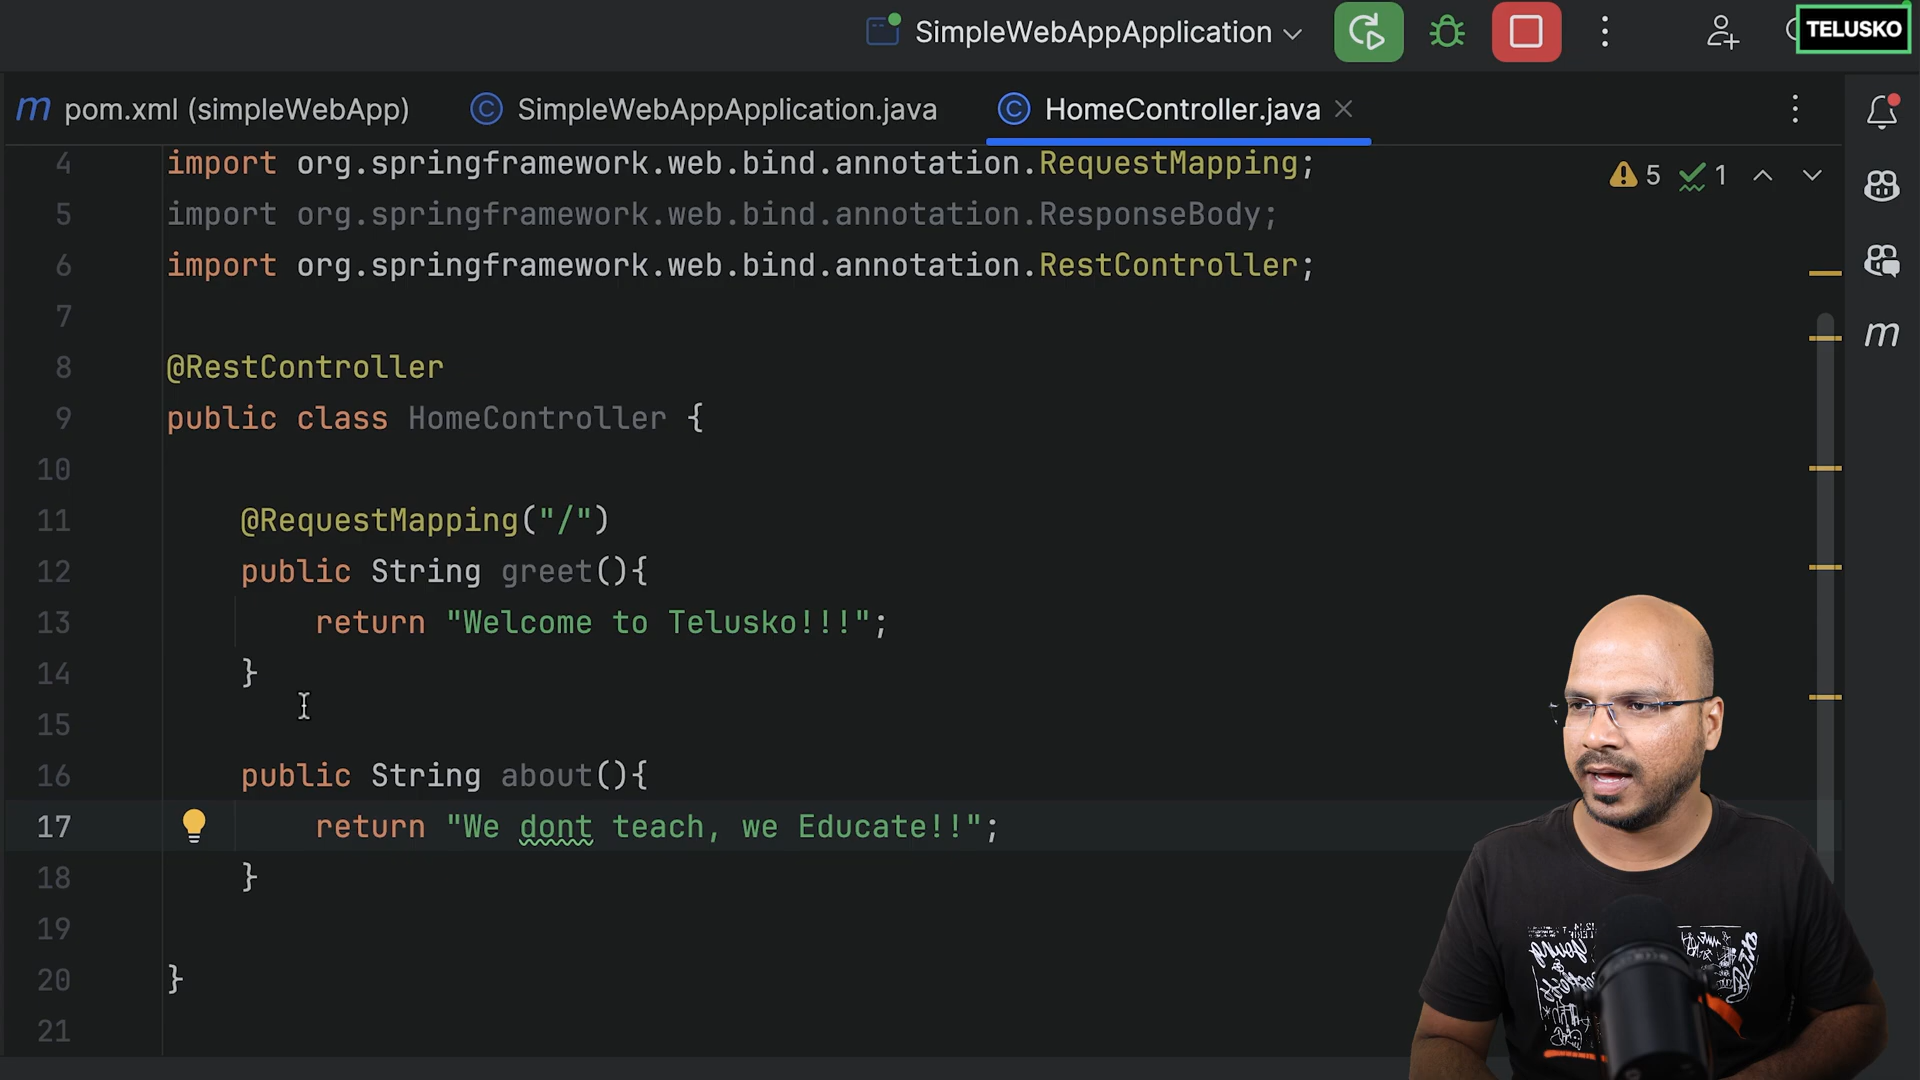 SimpleWebAppApplication
TELUSKO
m pom.xml (simpleWebApp)
C SimpleWebAppApplication.java
C HomeController.java
4 import org.springframework.web.bind.annotation.RequestMapping;
5 1
5 import org.springframework.web.bind.annotation.ResponseBody;
6 import org.springframework.web.bind.annotation.RestController;
7
m
8 @RestController
9 public class HomeController {
10
11 @RequestMapping("/")
12 public String greet(){
13 return "Welcome to Telusko!!!";
14 }
15
16 public String about(){
17 return "We dont teach, we Educate!!";
18 }
19
20 }
21